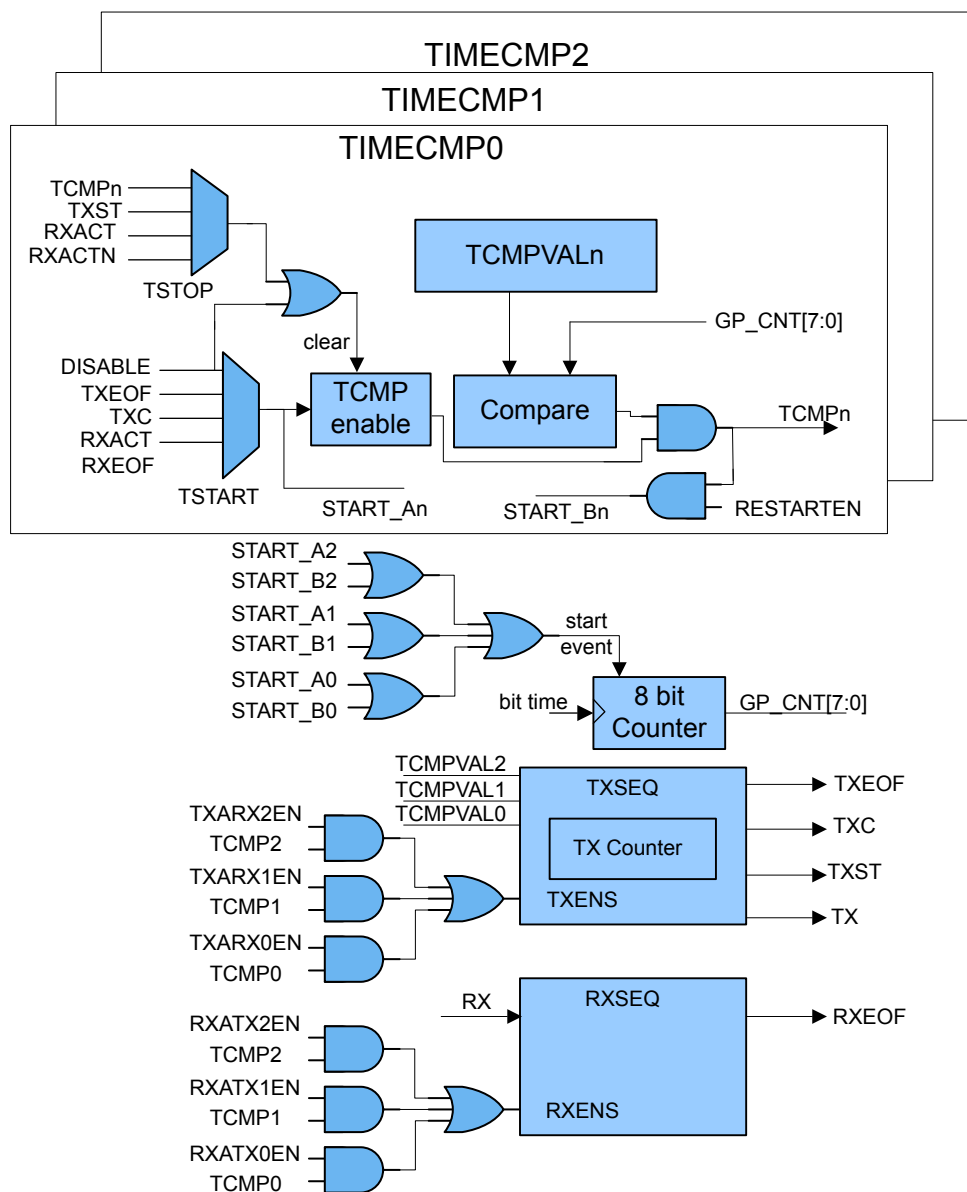 TIMECMP2
TIMECMP1
TIMECMP0
TCMPn
TXST
RXACT
RXACTN
TSTOP
TCMPVALn
GP_CNT[7:0]
clear
DISABLE
TXEOF
TXC
RXACT
RXEOF
TSTART
TCMP
enable
Compare
TCMPn
START_An
START_Bn
RESTARTEN
START_A2
START_B2
START_A1
START_B1
START_A0
START_B0
start
event
bit time
8 bit
Counter
GP_CNT[7:0]
TCMPVAL2
TCMPVAL1
TCMPVAL0
TXSEQ
TX Counter
TXENS
TXEOF
TXC
TXST
TX
TXARX2EN
TCMP2
TXARX1EN
TCMP1
TXARX0EN
TCMP0
RX
RXSEQ
RXENS
RXEOF
RXATX2EN
TCMP2
RXATX1EN
TCMP1
RXATX0EN
TCMP0